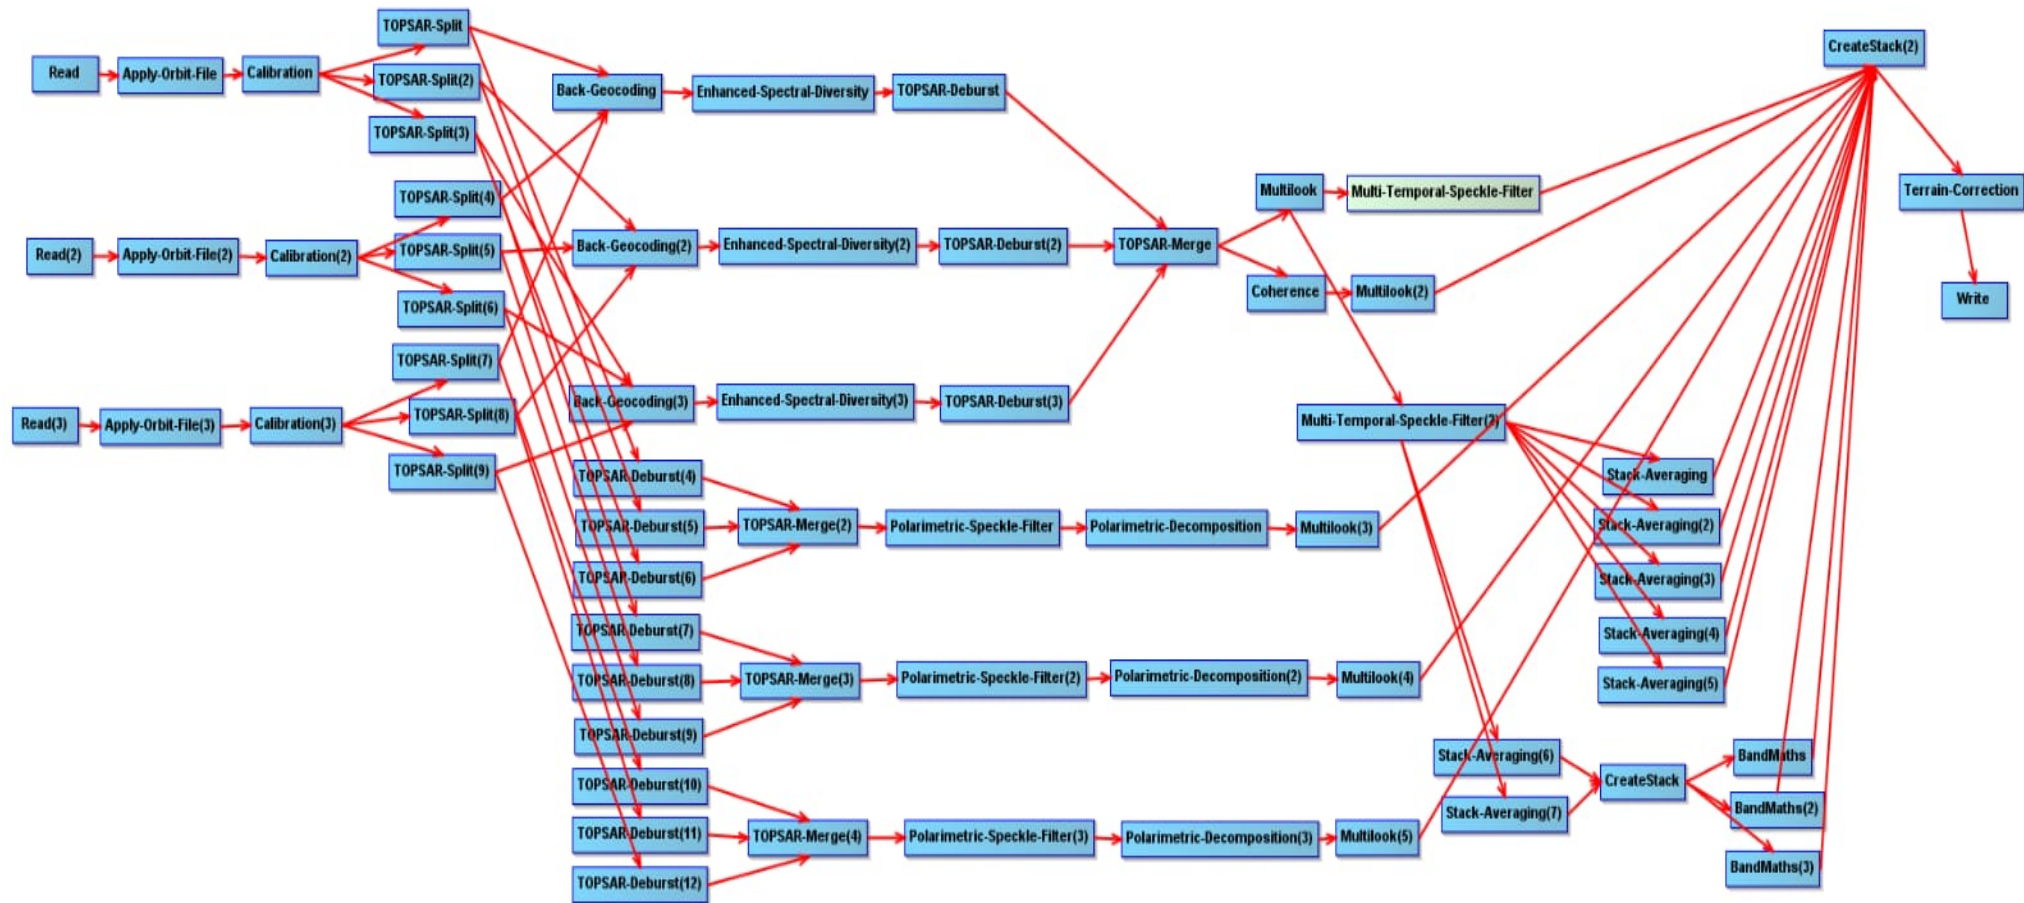 Read
Apply-Orbit-File
Calibration
TOPSAR-Split
TOPSAR-Split(2)
TOPSAR-Split(3)
Back-Geocoding
Enhanced-Spectral-Diversity
TOPSAR-Deburst
CreateStack(2)
Read(2)
Apply-Orbit-File(2)
Calibration(2)
TOPSAR-Split(4)
TOPSAR-Split(5)
TOPSAR-Split(6)
Back-Geocoding(2)
Enhanced-Spectral-Diversity(2)
TOPSAR-Deburst(2)
TOPSAR-Merge
Multilook
Multi-Temporal-Speckle-Filter
Terrain-Correction
Coherence
Multilook(2)
Write
Read(3)
Apply-Orbit-File(3)
Calibration(3)
TOPSAR-Split(7)
TOPSAR-Split(8)
TOPSAR-Split(9)
Back-Geocoding(3)
Enhanced-Spectral-Diversity(3)
TOPSAR-Deburst(3)
Multi-Temporal-Speckle-Filter(2)
TOPSAR-Deburst(4)
TOPSAR-Deburst(5)
TOPSAR-Deburst(6)
TOPSAR-Merge(2)
Polarimetric-Speckle-Filter
Polarimetric-Decomposition
Multilook(3)
Stack-Averaging
Stack-Averaging(2)
Stack-Averaging(3)
Stack-Averaging(4)
Stack-Averaging(5)
TOPSAR-Deburst(7)
TOPSAR-Deburst(8)
TOPSAR-Deburst(9)
TOPSAR-Merge(3)
Polarimetric-Speckle-Filter(2)
Polarimetric-Decomposition(2)
Multilook(4)
Stack-Averaging(6)
Stack-Averaging(7)
CreateStack
BandMaths
BandMaths(2)
BandMaths(3)
TOPSAR-Deburst(10)
TOPSAR-Deburst(11)
TOPSAR-Deburst(12)
TOPSAR-Merge(4)
Polarimetric-Speckle-Filter(3)
Polarimetric-Decomposition(3)
Multilook(5)